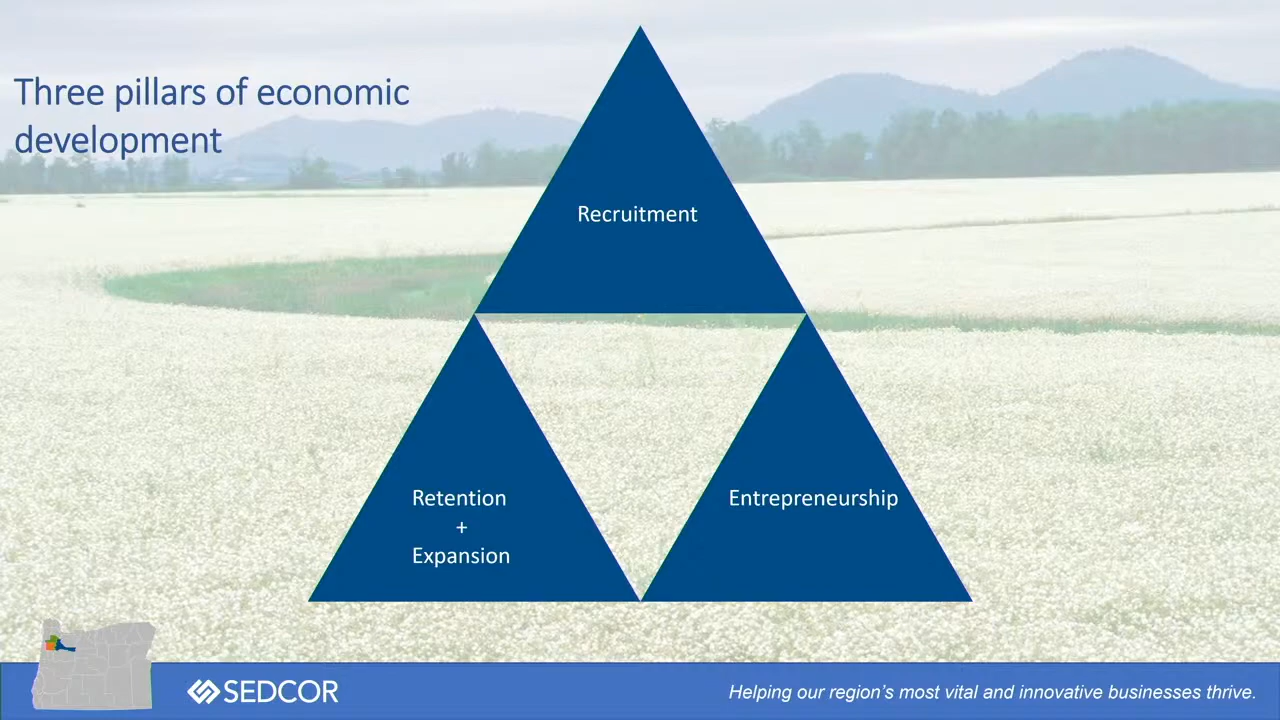 Three pillars of economic
development
Recruitment
Retention
+
Expansion
Entrepreneurship
SEDCOR
Helping our region's most vital and innovative businesses thrive.